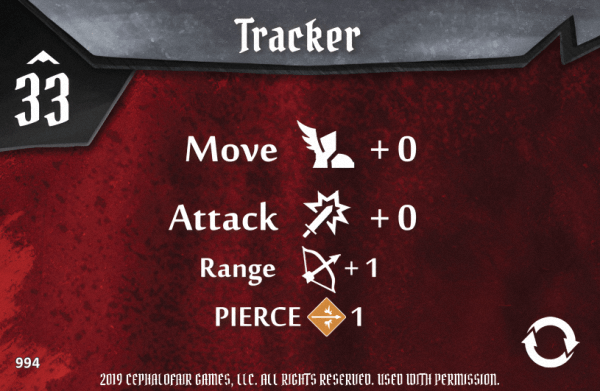 Tracker
33
Move + 0
Attack + 0
Range + 1
PIERCE 1
994
2019 CEPHALOFAIR GAMES, LLC. ALL RIGHTS RESERVED. USED WITH PERMISSION.